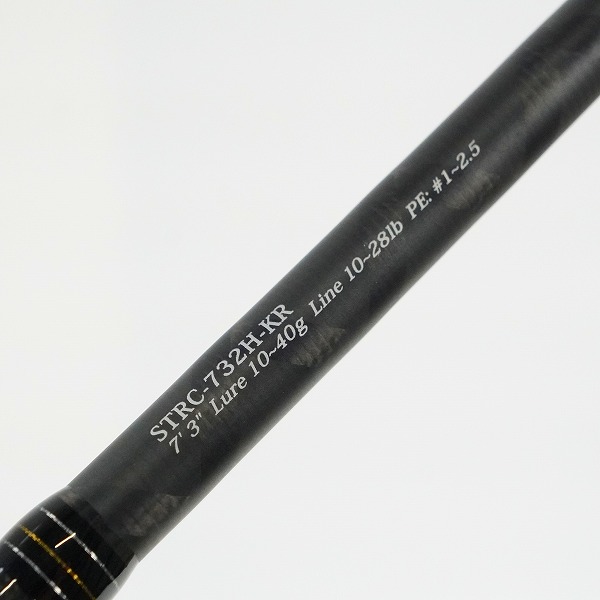 STRC-732H-KR
7' 3" Lure 10~40g Line 10~28lb PE: #1~2.5